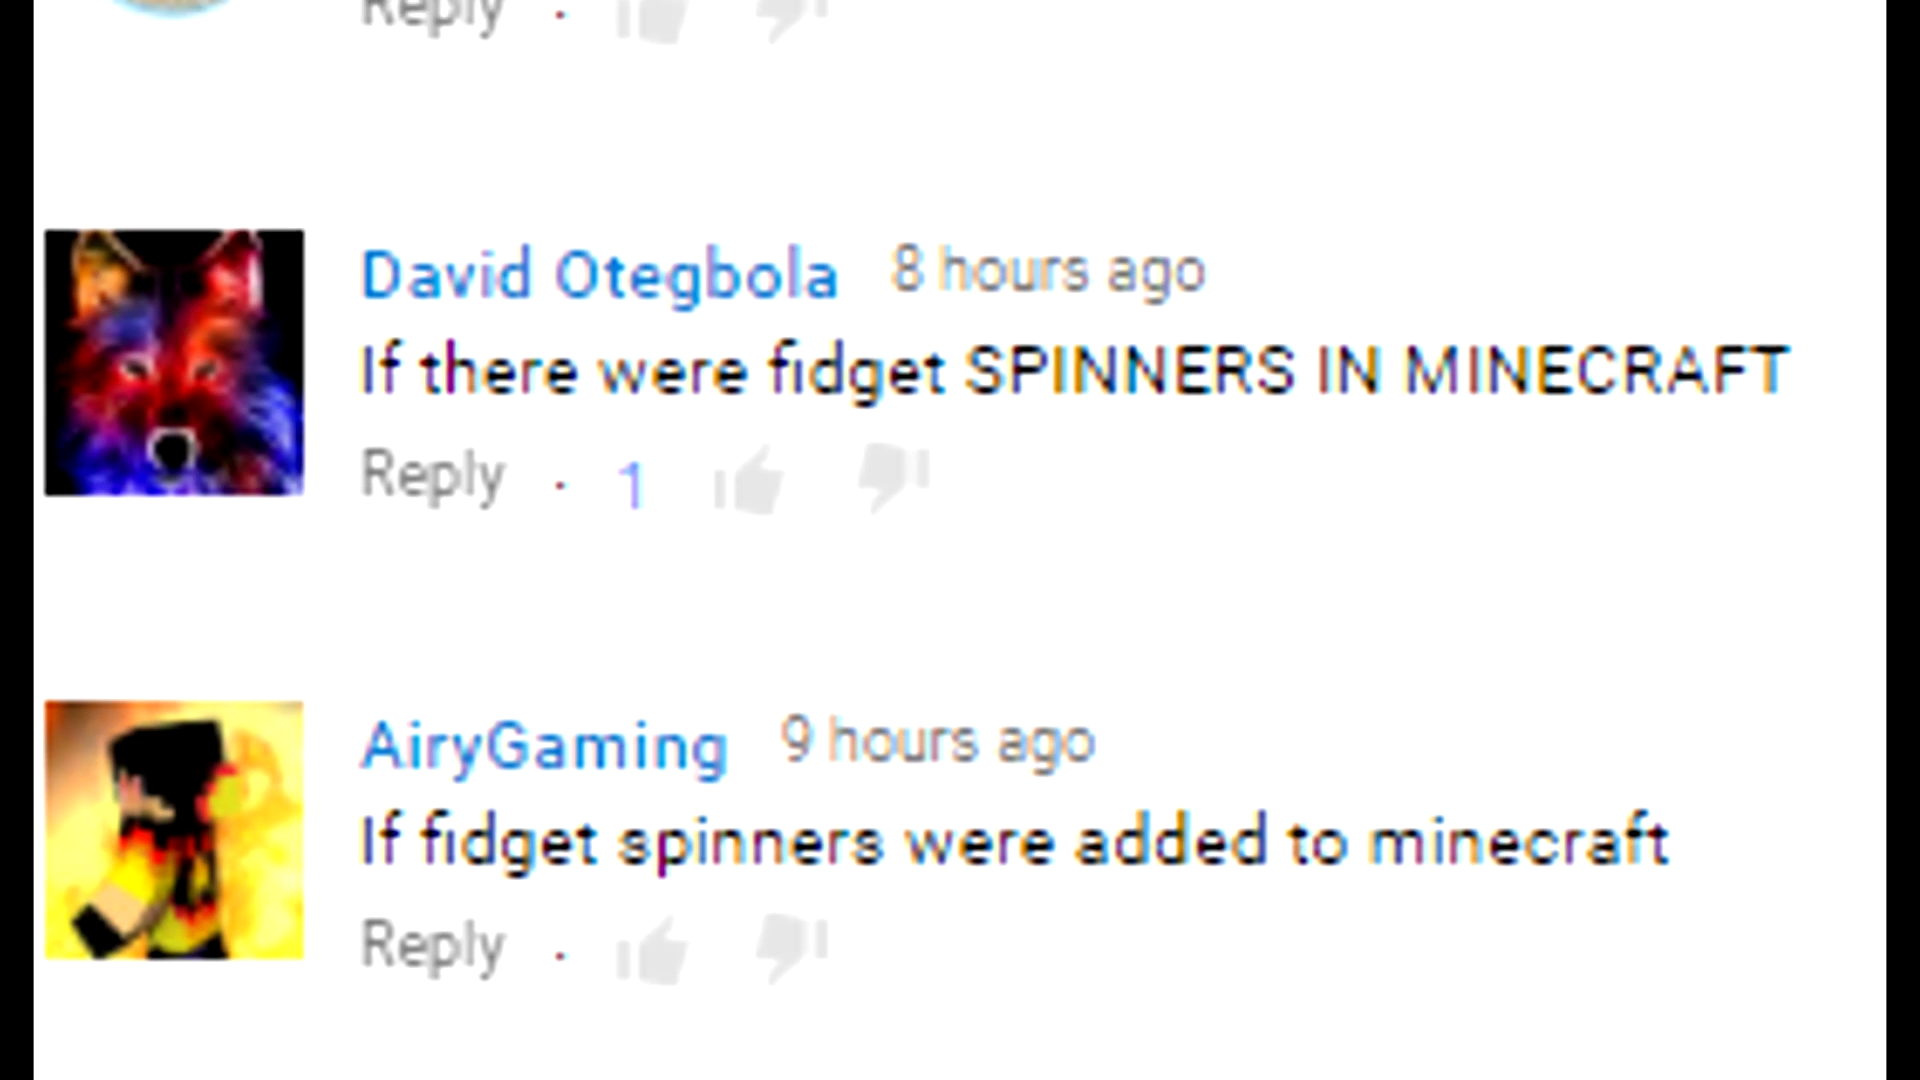 Reply ·
David Otegbola 8 hours ago
If there were fidget SPINNERS IN MINECRAFT
Reply · 1
AiryGaming 9 hours ago
If fidget spinners were added to minecraft
Reply ·